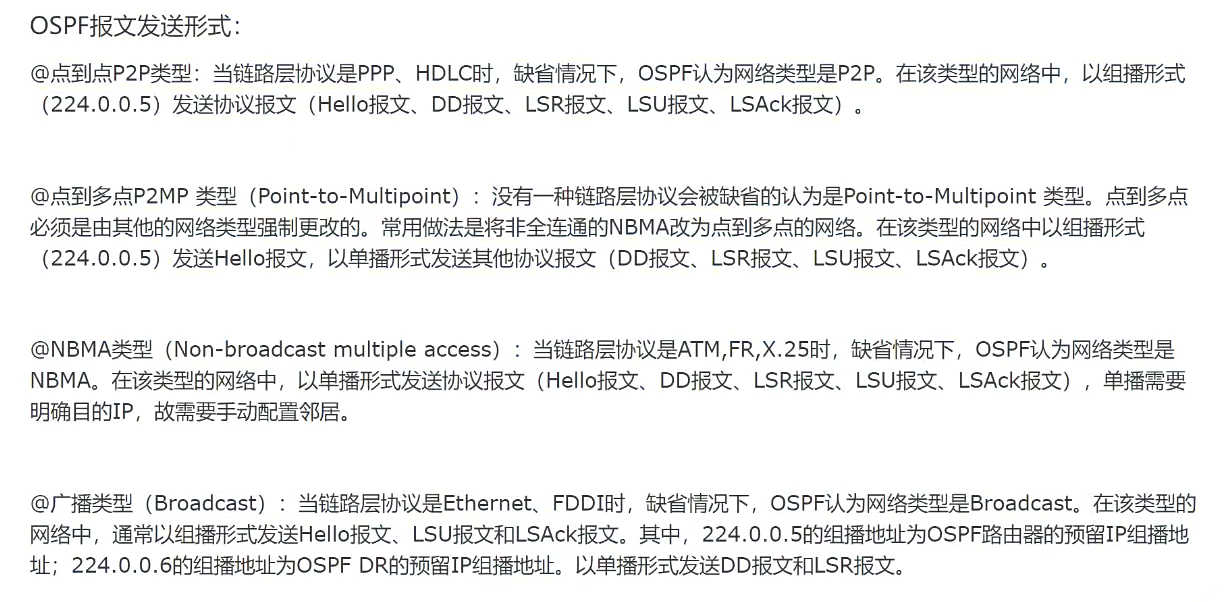 OSPF报文发送形式：
@点到点P2P类型：当链路层协议是PPP、HDLC时，缺省情况下，OSPF认为网络类型是P2P。在该类型的网络中，以组播形式
（224.0.0.5）发送协议报文（Hello报文、DD报文、LSR报文、LSU报文、LSAck报文）。
@点到多点P2MP 类型（Point-to-Multipoint）：没有一种链路层协议会被缺省的认为是Point-to-Multipoint 类型。点到多点
必须是由其他的网络类型强制更改的。常用做法是将非全连通的NBMA改为点到多点的网络。在该类型的网络中以组播形式
（224.0.0.5）发送Hello报文，以单播形式发送其他协议报文（DD报文、LSR报文、LSU报文、LSAck报文）。
@NBMA类型（Non-broadcast multiple access）：当链路层协议是ATM,FR,X.25时，缺省情况下，OSPF认为网络类型是
NBMA。在该类型的网络中，以单播形式发送协议报文（Hello报文、DD报文、LSR报文、LSU报文、LSAck报文），单播需要
明确目的IP，故需要手动配置邻居。
@广播类型（Broadcast）：当链路层协议是Ethernet、FDDI时，缺省情况下，OSPF认为网络类型是Broadcast。在该类型的
网络中，通常以组播形式发送Hello报文、LSU报文和LSAck报文。其中，224.0.0.5的组播地址为OSPF路由器的预留IP组播地
址；224.0.0.6的组播地址为OSPF DR的预留IP组播地址。以单播形式发送DD报文和LSR报文。